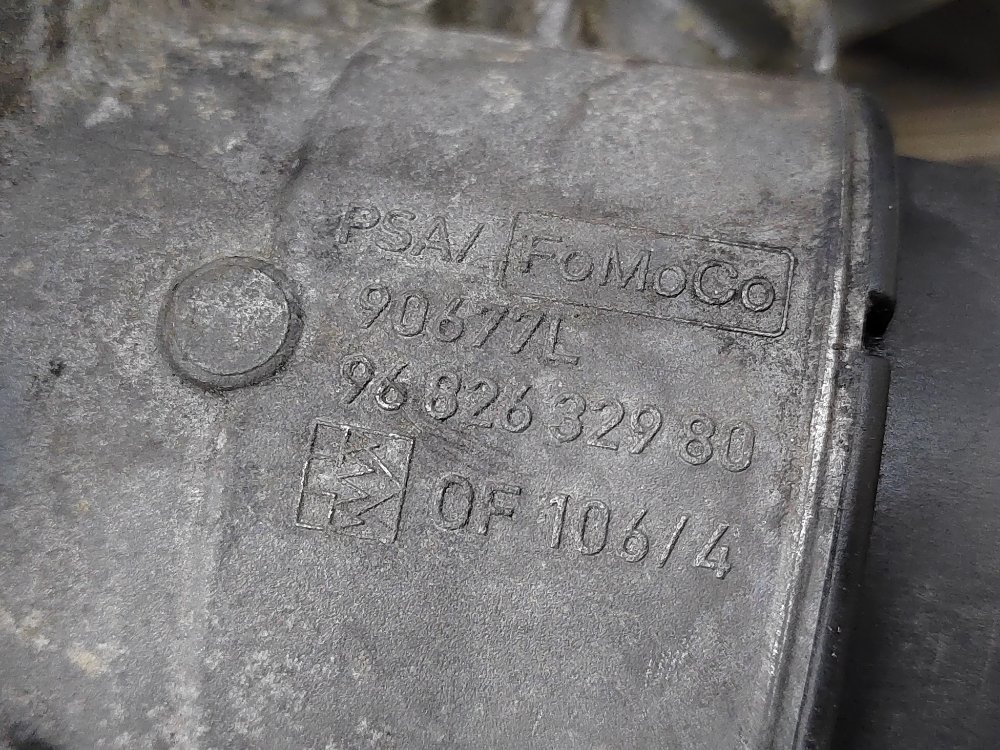 PSA/ FoMoCo
90677L
96 826 329 80
OF 106/4